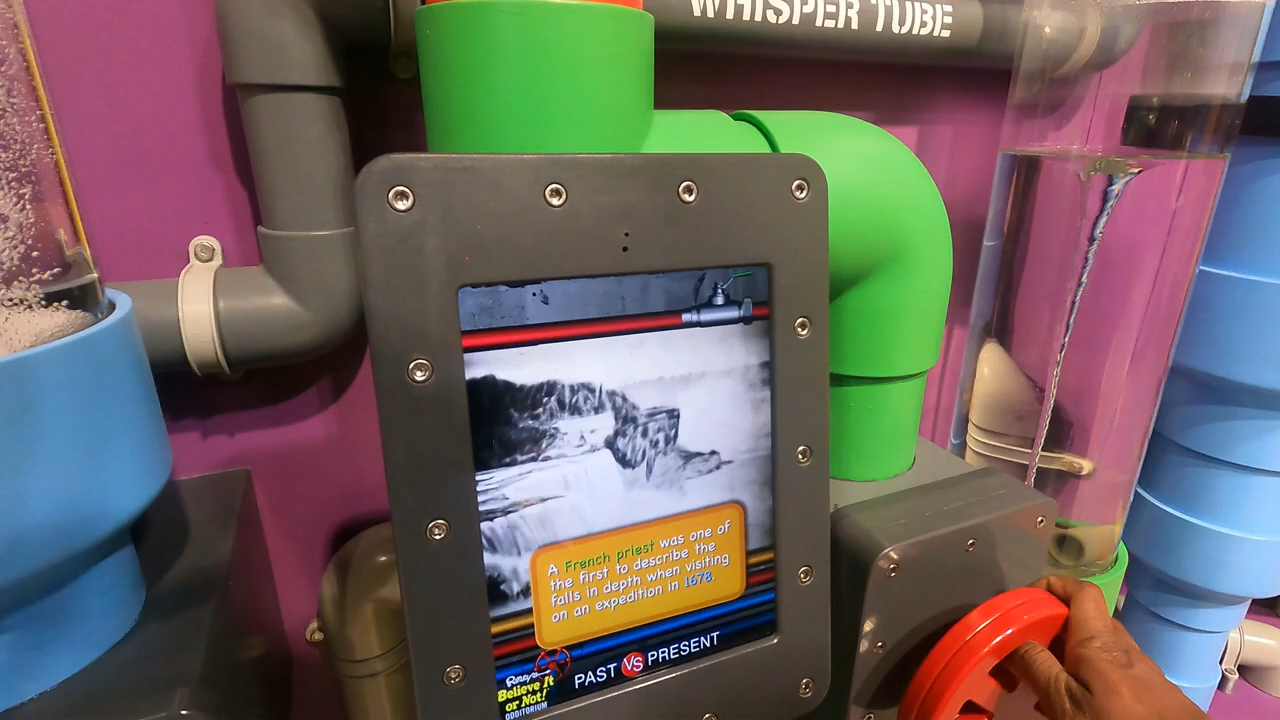 WHISPER TUBE
A French priest was one of
the first to describe the
falls in depth when visiting
on an expedition in 1678.
PAST VS PRESENT
Ripley's
Believe It
or Not!
ODDITORIUM